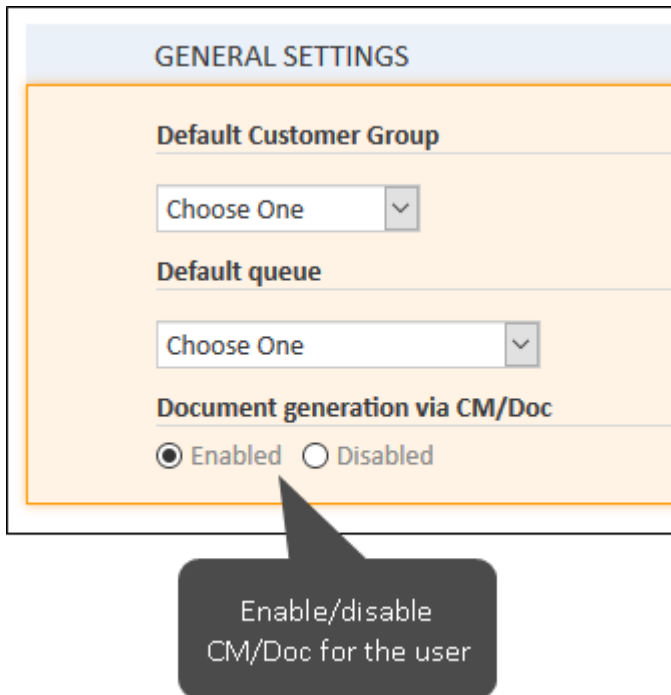 GENERAL SETTINGS
Default Customer Group
Choose One
Default queue
Choose One
Document generation via CM/Doc
Enabled Disabled
Enable/disable
CM/Doc for the user